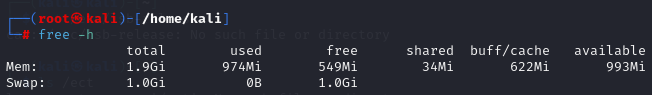 ┌──(root㉿kali)-[/home/kali]
└─# free -h
total used free shared buff/cache available
Mem: 1.9Gi 974Mi 549Mi 34Mi 622Mi 993Mi
Swap: 1.0Gi 0B 1.0Gi